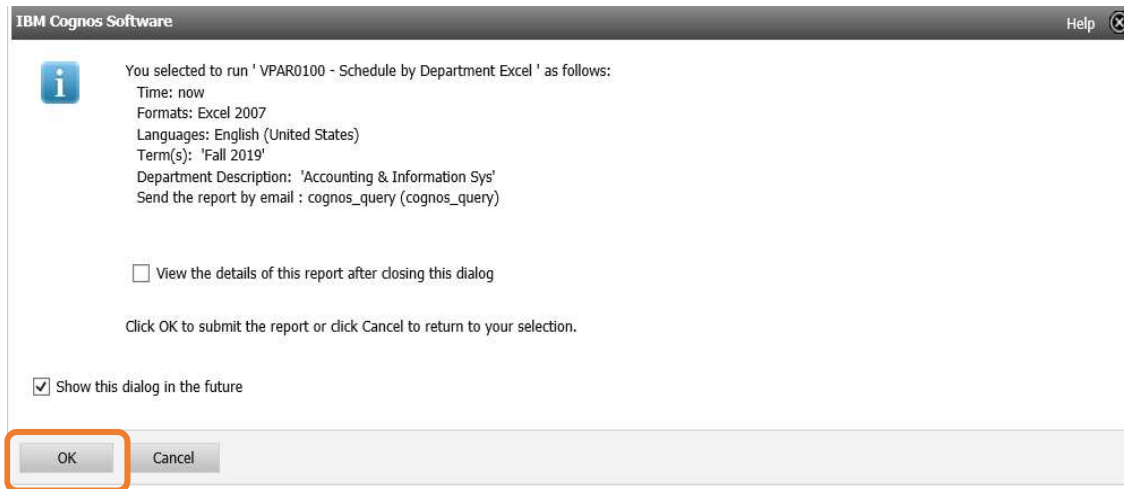 IBM Cognos Software Help
You selected to run ' VPAR0100 - Schedule by Department Excel ' as follows:
Time: now
Formats: Excel 2007
Languages: English (United States)
Term(s): 'Fall 2019'
Department Description: 'Accounting & Information Sys'
Send the report by email : cognos_query (cognos_query)
View the details of this report after closing this dialog
Click OK to submit the report or click Cancel to return to your selection.
Show this dialog in the future
OK Cancel